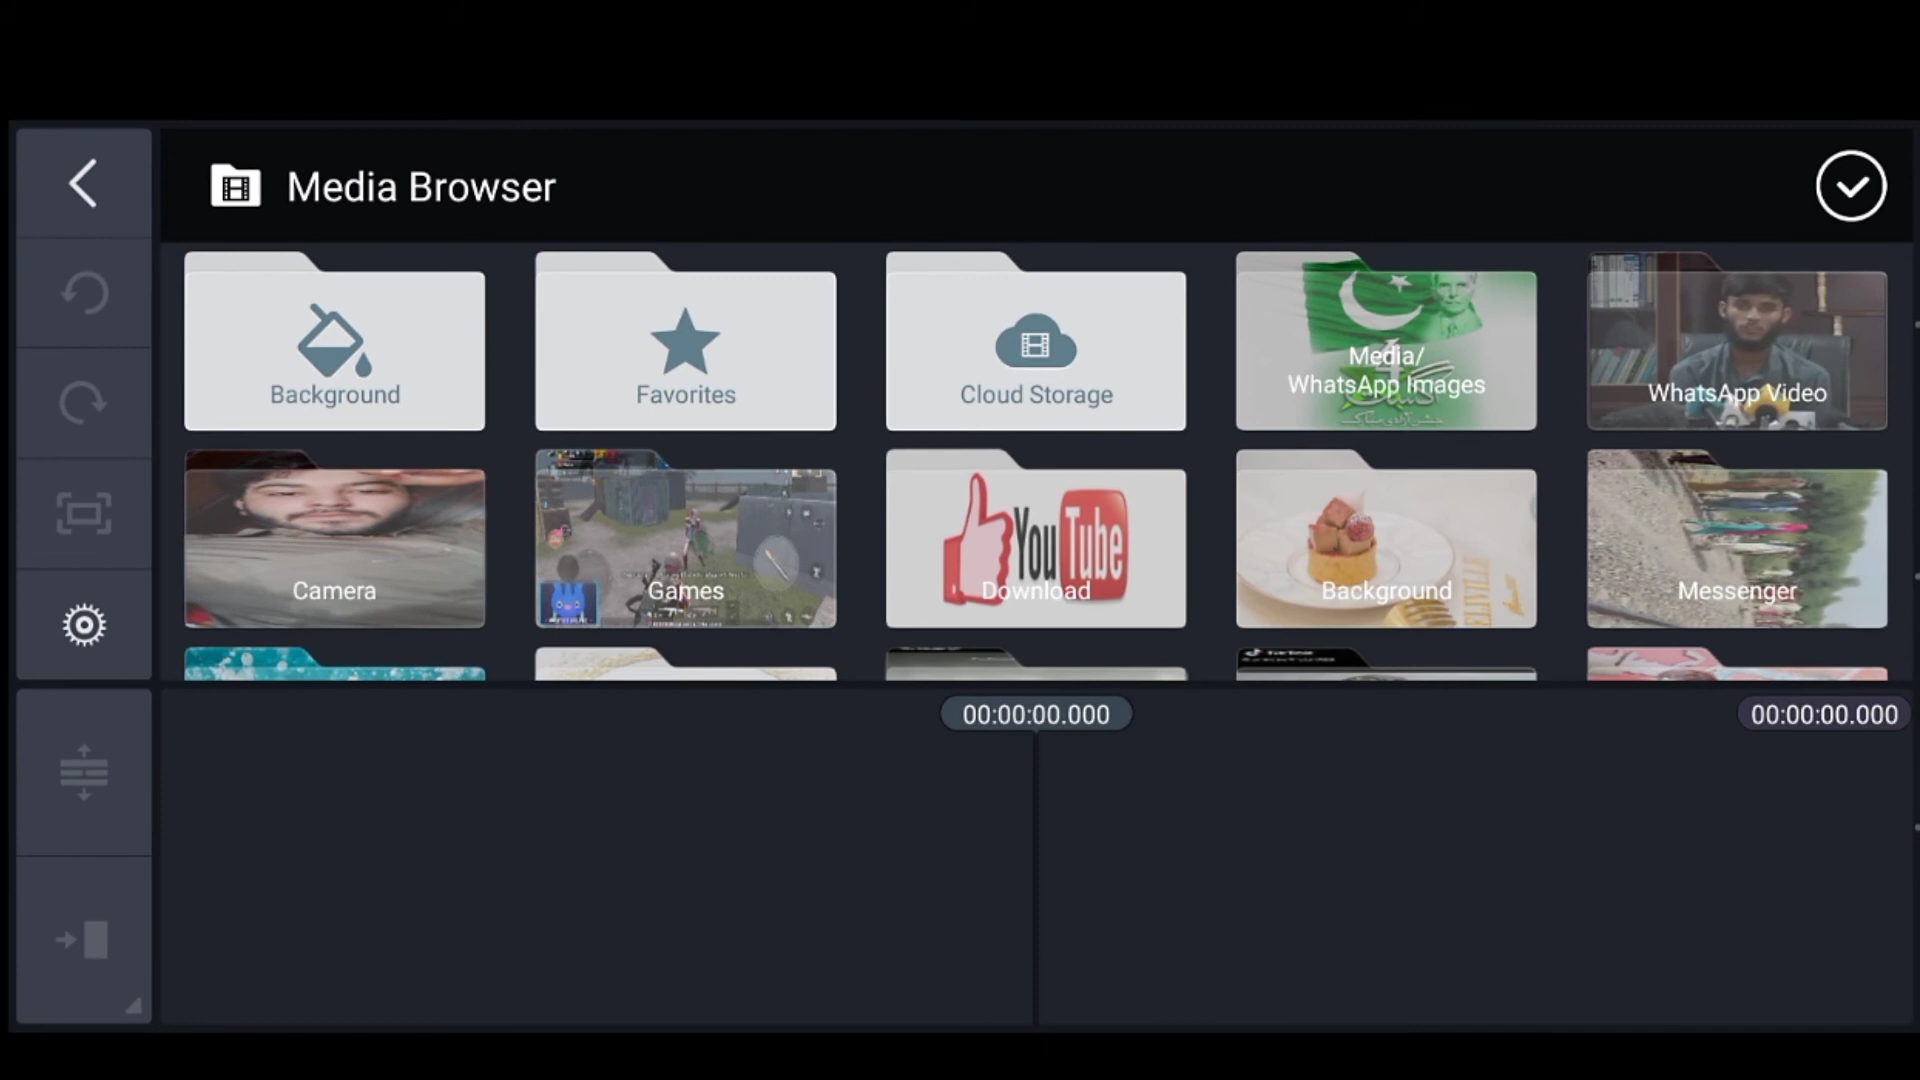 Media Browser
Background
Favorites
Cloud Storage
Media/
WhatsApp Images
WhatsApp Video
Camera
Games
YouTube
Download
Background
Messenger
00:00:00.000
00:00:00.000